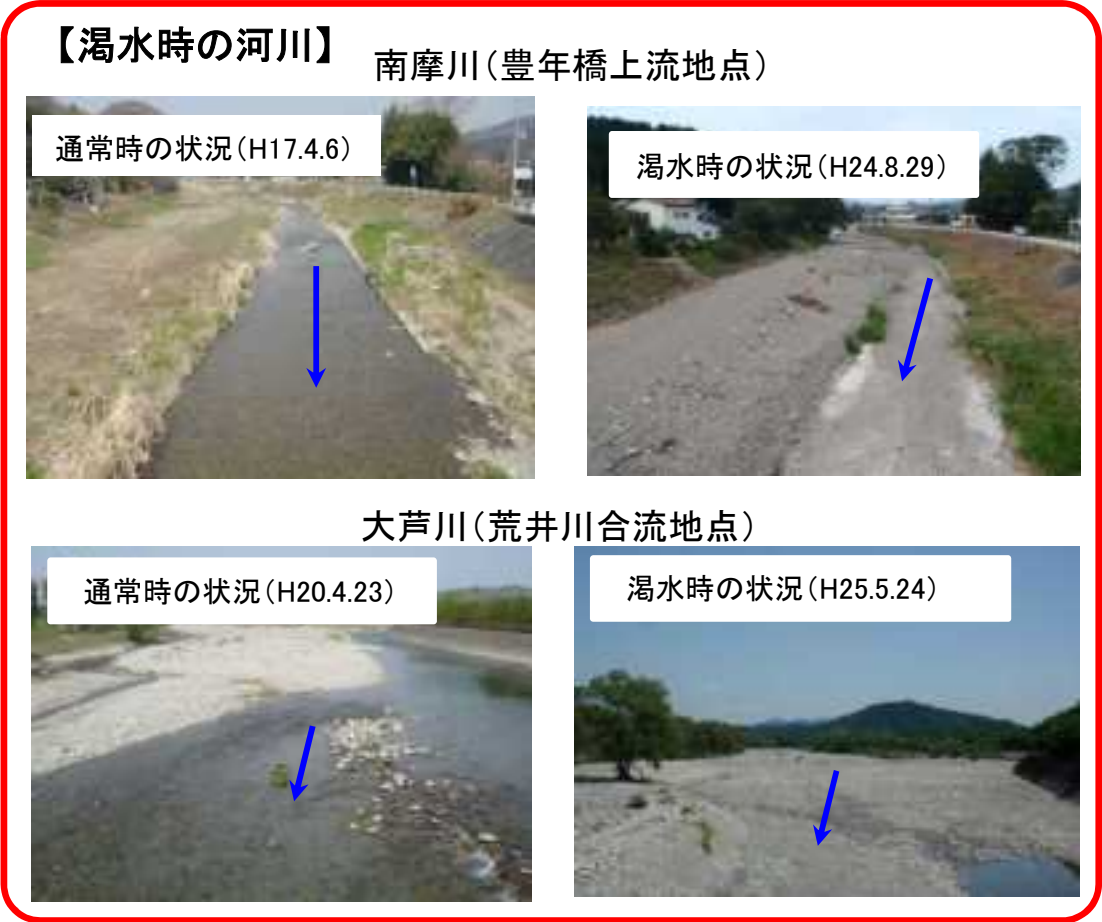 【渇水時の河川】
南摩川（豊年橋上流地点）
通常時の状況（H17.4.6）
渇水時の状況（H24.8.29）
大芦川（荒井川合流地点）
通常時の状況（H20.4.23）
渇水時の状況（H25.5.24）